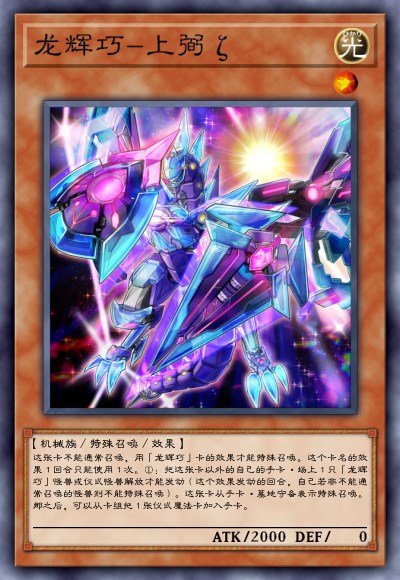 龙辉巧-上弼ζ
ひかり
光
【机械族／特殊召唤／效果】
这张卡不能通常召唤，用「龙辉巧」卡的效果才能特殊召唤。这个卡名的效
果1回合只能使用1次。①：把这张卡以外的自己的手卡·场上1只「龙辉
巧」怪兽或仪式怪兽解放才能发动（这个效果发动的回合，自己若非不能通
常召唤的怪兽则不能特殊召唤）。这张卡从手卡·墓地守备表示特殊召唤。
那之后，可以从卡组把1张仪式魔法卡加入手卡。
ATK/2000 DEF/ 0